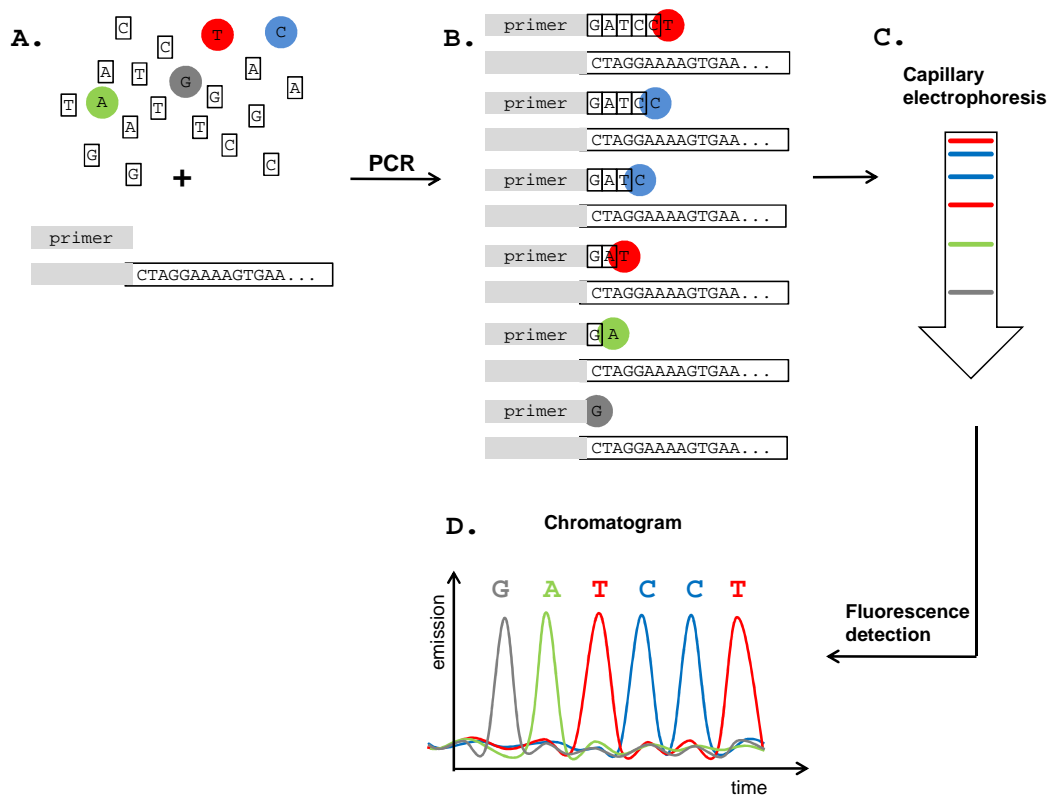 A.
C
C
T
C
A
T
G
A
A
T
A
T
G
A
T
G
C
G
G
C
+
primer
CTAGGAAAAGTGAA...
PCR
B.
primer GATCCT
CTAGGAAAAGTGAA...
primer GATCC
CTAGGAAAAGTGAA...
primer GATC
CTAGGAAAAGTGAA...
primer GAT
CTAGGAAAAGTGAA...
primer GA
CTAGGAAAAGTGAA...
primer G
CTAGGAAAAGTGAA...
C.
Capillary
electrophoresis
Fluorescence
detection
D.
Chromatogram
G A T C C T
emission
time